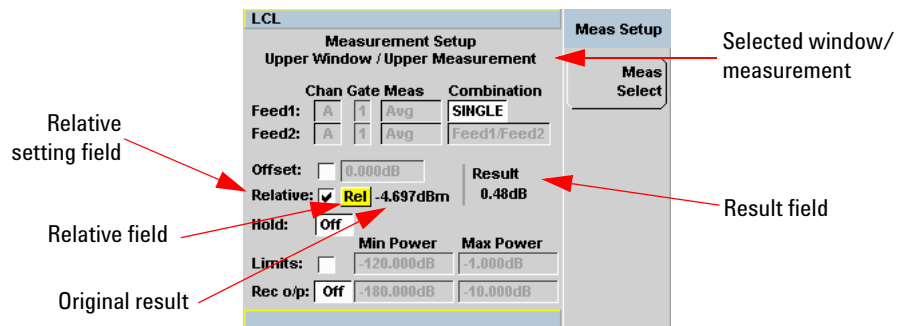 LCL
Measurement Setup
Upper Window / Upper Measurement
Chan Gate Meas Combination
Feed1: A 1 Avg SINGLE
Feed2: A 1 Avg Feed1/Feed2
Offset: 0.000dB
Result
Relative: Rel -4.697dBm 0.48dB
Hold: Off
Min Power Max Power
Limits: -120.000dB -1.000dB
Rec o/p: Off -180.000dB -10.000dB
Meas Setup
Meas
Select
Selected window/
measurement
Relative
setting field
Relative field
Original result
Result field